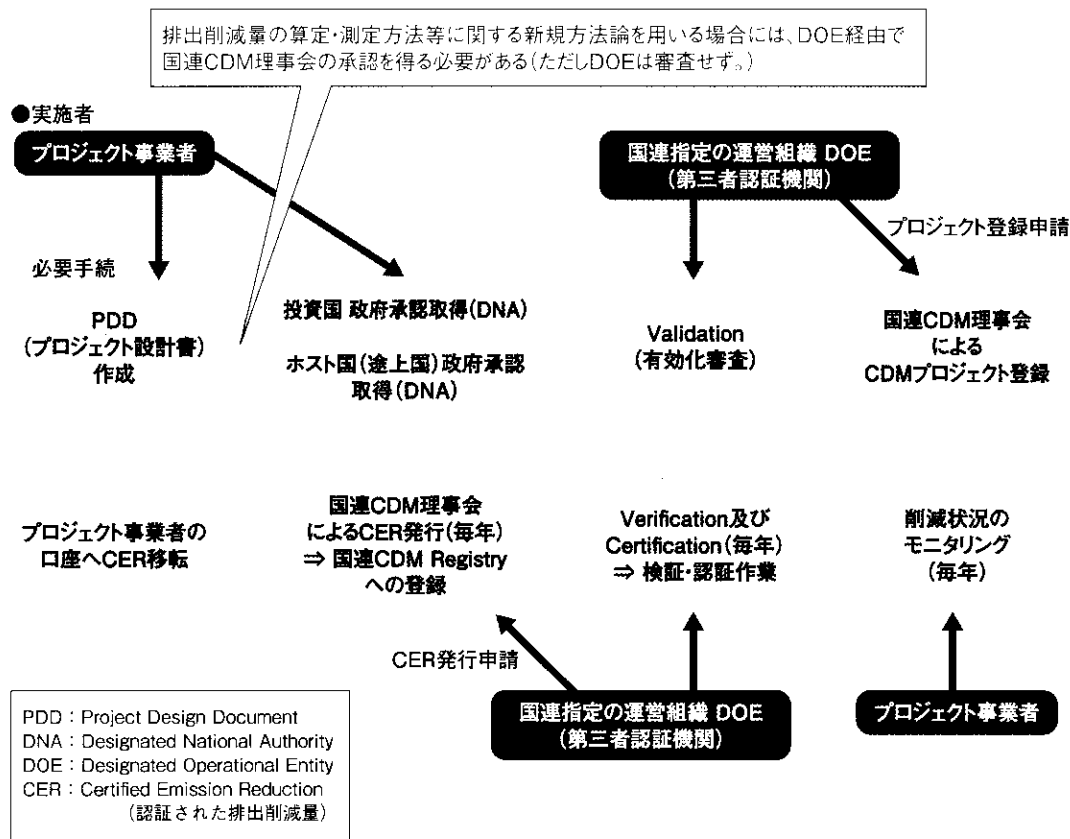 排出削減量の算定・測定方法等に関する新規方法論を用いる場合には、DOE経由で
国連CDM理事会の承認を得る必要がある(ただしDOEは審査せず。)
●実施者
プロジェクト事業者
国連指定の運営組織 DOE
(第三者認証機関)
プロジェクト登録申請
必要手続
PDD
(プロジェクト設計書)
作成
投資国 政府承認取得(DNA)
ホスト国(途上国)政府承認
取得(DNA)
Validation
(有効化審査)
国連CDM理事会
による
CDMプロジェクト登録
プロジェクト事業者の
口座へCER移転
国連CDM理事会
によるCER発行(毎年)
⇒ 国連CDM Registry
への登録
Verification及び
Certification(毎年)
⇒ 検証・認証作業
削減状況の
モニタリング
(毎年)
CER発行申請
国連指定の運営組織 DOE
(第三者認証機関)
プロジェクト事業者
PDD : Project Design Document
DNA : Designated National Authority
DOE : Designated Operational Entity
CER : Certified Emission Reduction
(認証された排出削減量)